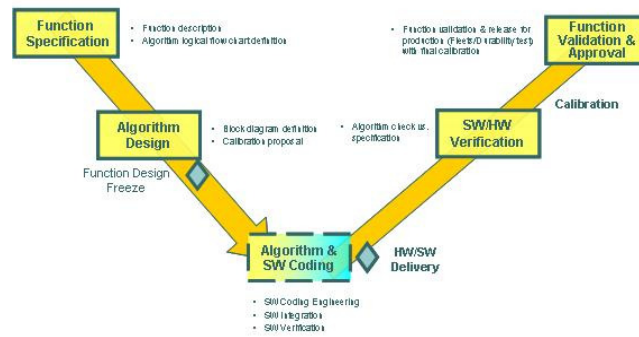 Function
Specification
• Function description
• Algorithm logical flow chart definition
• Function validation & release for
production (Fleets/Durability test)
with final calibration
Function
Validation &
Approval
Calibration
Algorithm
Design
• Block diagram definition
• Calibration proposal
• Algorithm check vs.
specification
SW/HW
Verification
Function Design
Freeze
Algorithm &
SW Coding
HW/SW
Delivery
• SW Coding Engineering
• SW Integration
• SW Verification